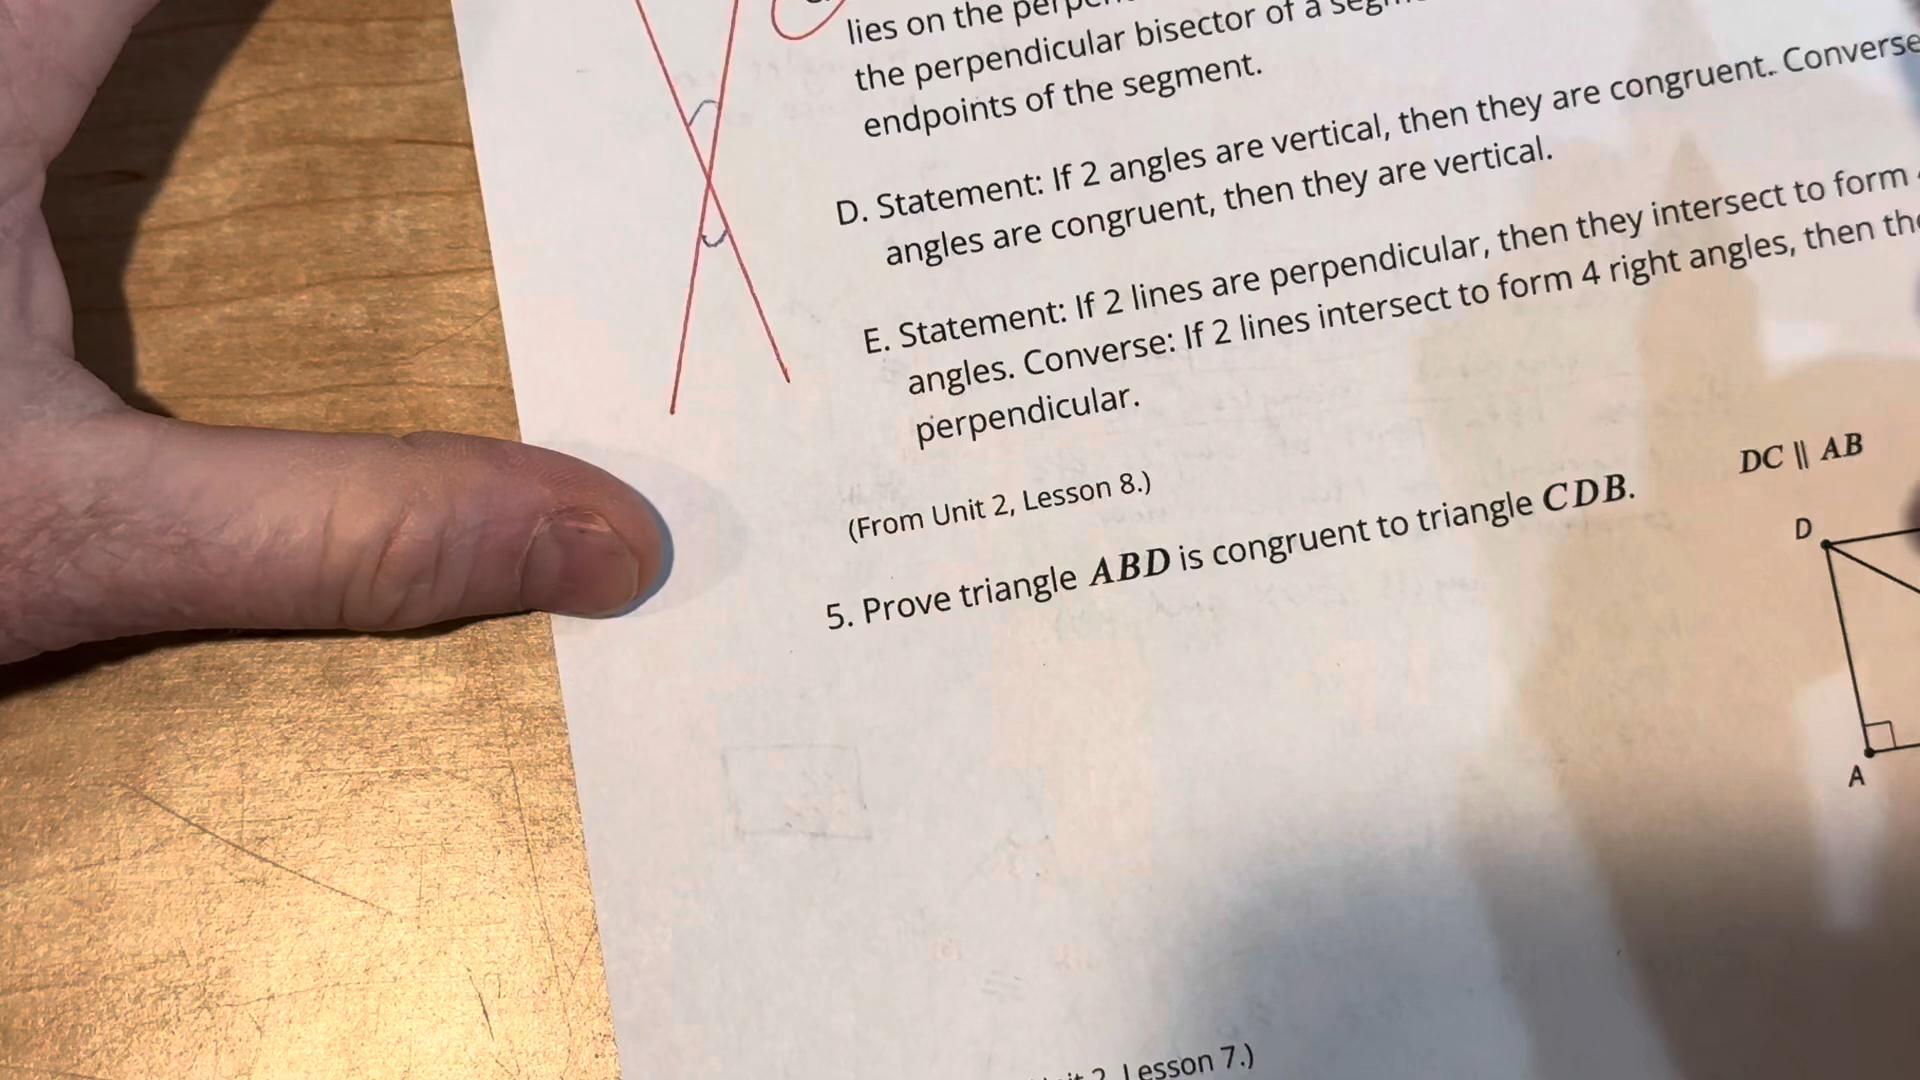 lies on the
the perpendicular bisector of a
endpoints of the segment.
D. Statement: If 2 angles are vertical, then they are congruent. Converse
angles are congruent, then they are vertical.
E. Statement: If 2 lines are perpendicular, then they intersect to form
angles. Converse: If 2 lines intersect to form 4 right angles, then
perpendicular.
(From Unit 2, Lesson 8.)
5. Prove triangle ABD is congruent to triangle CDB.
DC || AB
D
A
2, Lesson 7.)